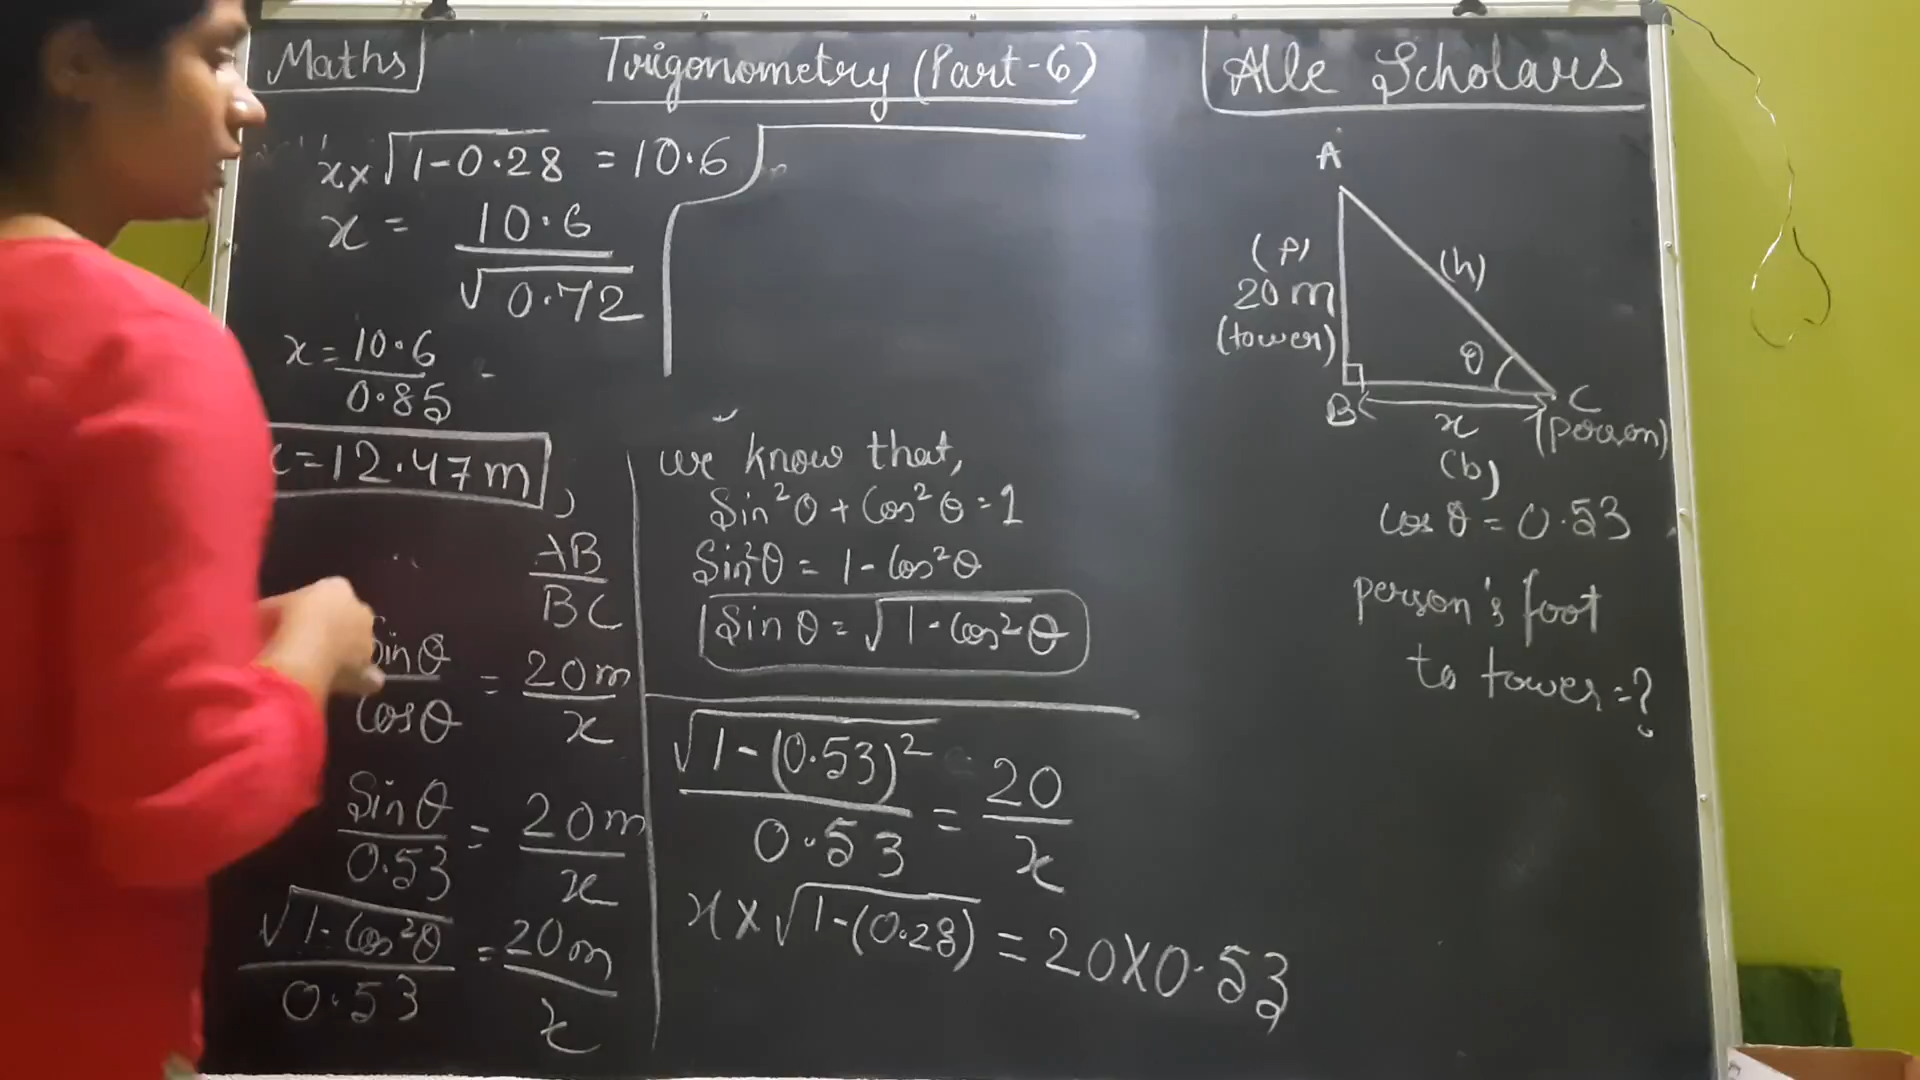 Maths
Trigonometry (Part-6)
Alle Scholars
x×√1-0.28 = 10.6
x = 10.6/√0.72
x = 10.6/0.85
=12.47m
AB/BC
Sinθ/cosθ = 20m/x
Sinθ/0.53 = 20m/x
√1-Cos²θ/0.53 = 20m/x
we know that,
Sin²θ + Cos²θ = 1
Sin²θ = 1 - Cos²θ
Sin θ = √1 - Cos²θ
√1-(0.53)²/0.53 = 20/x
x×√1-(0.28) = 20×0.53
A
(p)
20 m
(tower)
(h)
θ
B
C
x
(person)
(b)
cos θ = 0.53
person's foot
to tower = ?